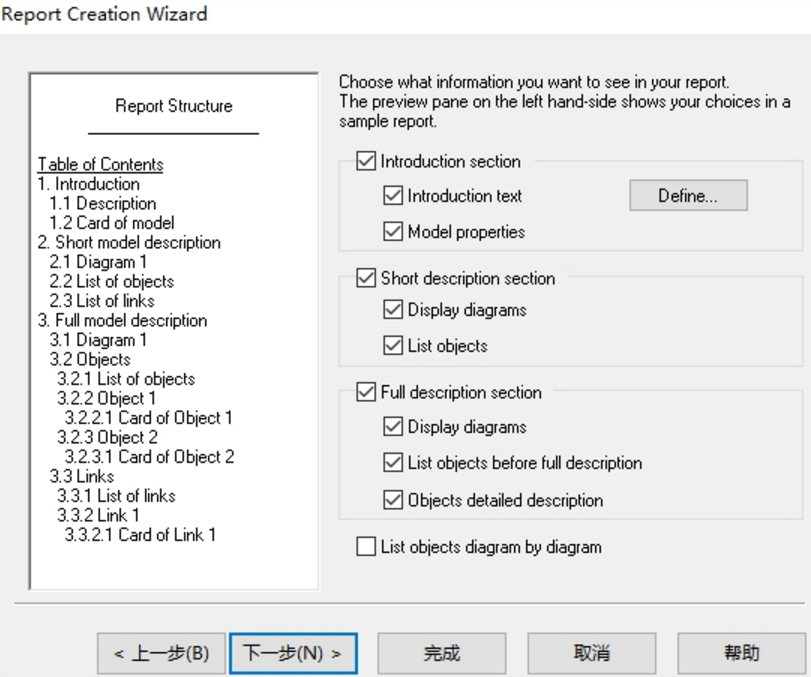 Report Creation Wizard
Report Structure
Table of Contents
1. Introduction
1.1 Description
1.2 Card of model
2. Short model description
2.1 Diagram 1
2.2 List of objects
2.3 List of links
3. Full model description
3.1 Diagram 1
3.2 Objects
3.2.1 List of objects
3.2.2 Object 1
3.2.2.1 Card of Object 1
3.2.3 Object 2
3.2.3.1 Card of Object 2
3.3 Links
3.3.1 List of links
3.3.2 Link 1
3.3.2.1 Card of Link 1
Choose what information you want to see in your report.
The preview pane on the left hand-side shows your choices in a
sample report.
Introduction section
Introduction text
Define...
Model properties
Short description section
Display diagrams
List objects
Full description section
Display diagrams
List objects before full description
Objects detailed description
List objects diagram by diagram
< 上一步(B)
下一步(N) >
完成
取消
帮助